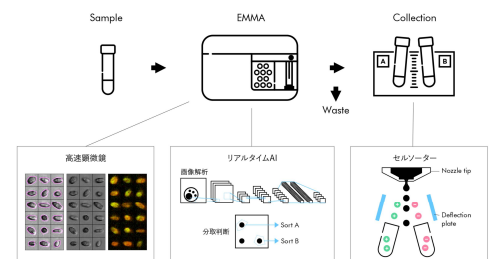 Sample
EMMA
Collection
A
B
Waste
高速顕微鏡
リアルタイムAI
画像解析
分取判断
Sort A
Sort B
セルソーター
Nozzle tip
Deflection
plate